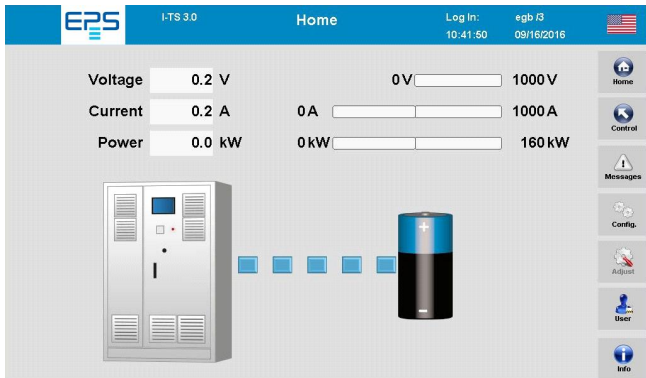 EPS I-TS 3.0 Home Log In: egb /3
10:41:50 09/16/2016
Voltage 0.2 V 0 V 1000 V
Current 0.2 A 0 A 1000 A
Power 0.0 kW 0 kW 160 kW
Home
Control
Messages
Config.
Adjust
User
Info